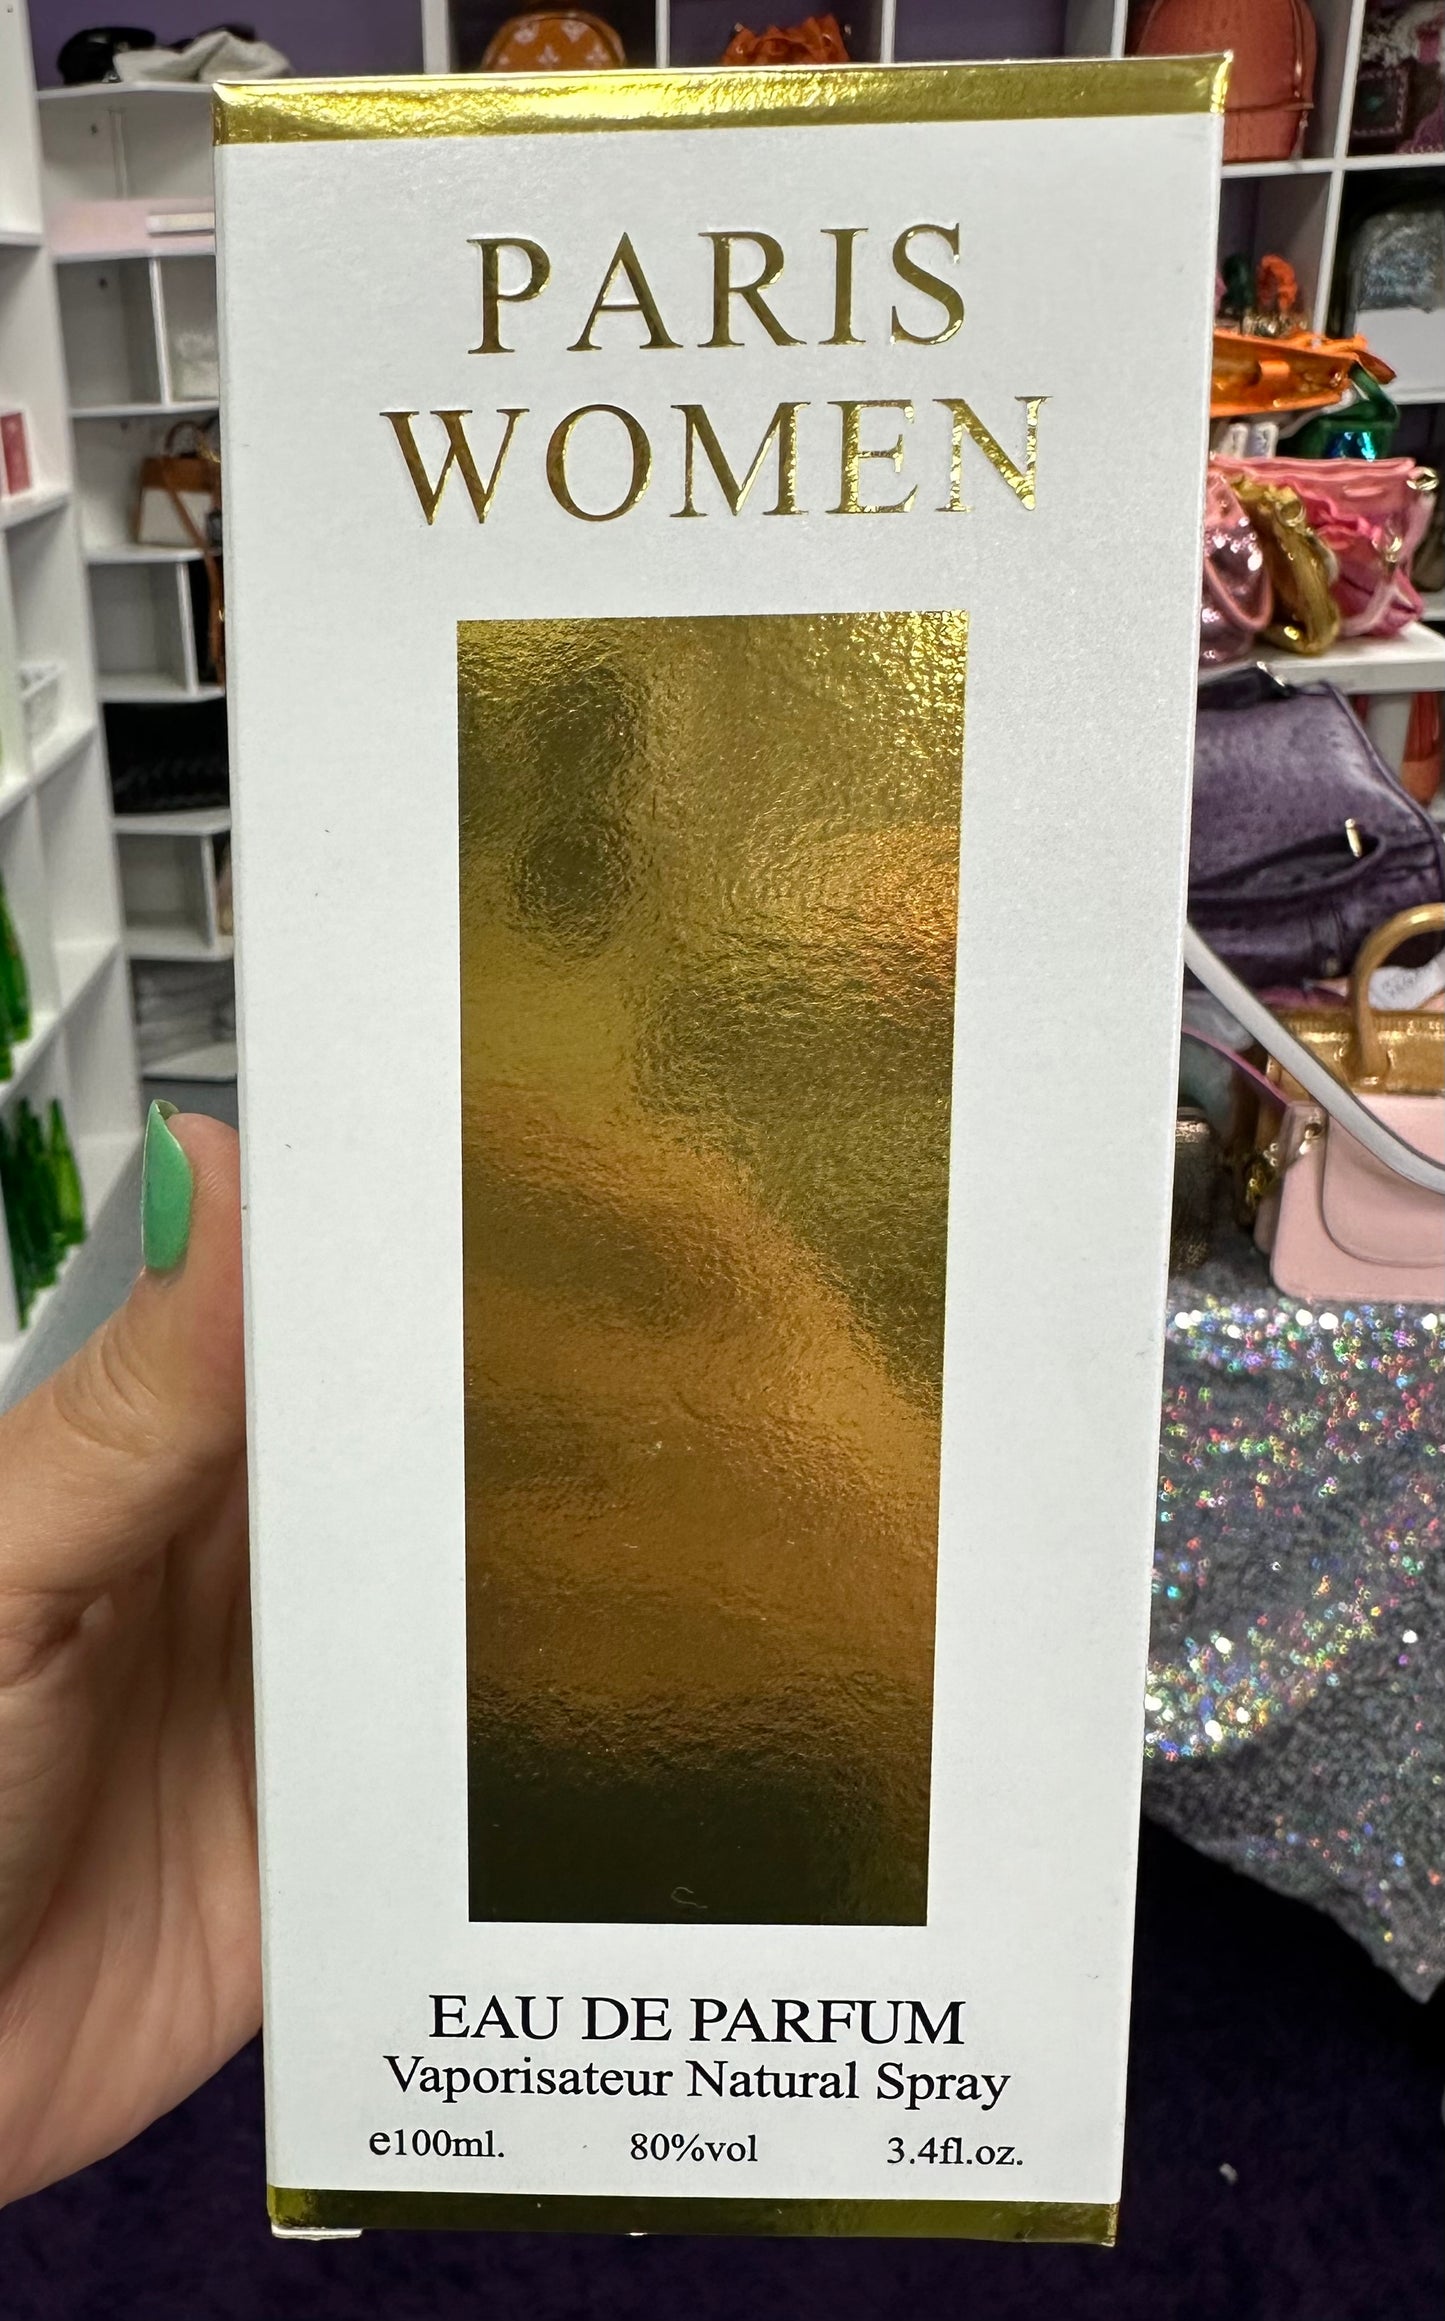 PARIS
WOMEN
EAU DE PARFUM
Vaporisateur Natural Spray
e100ml. 80%vol 3.4fl.oz.